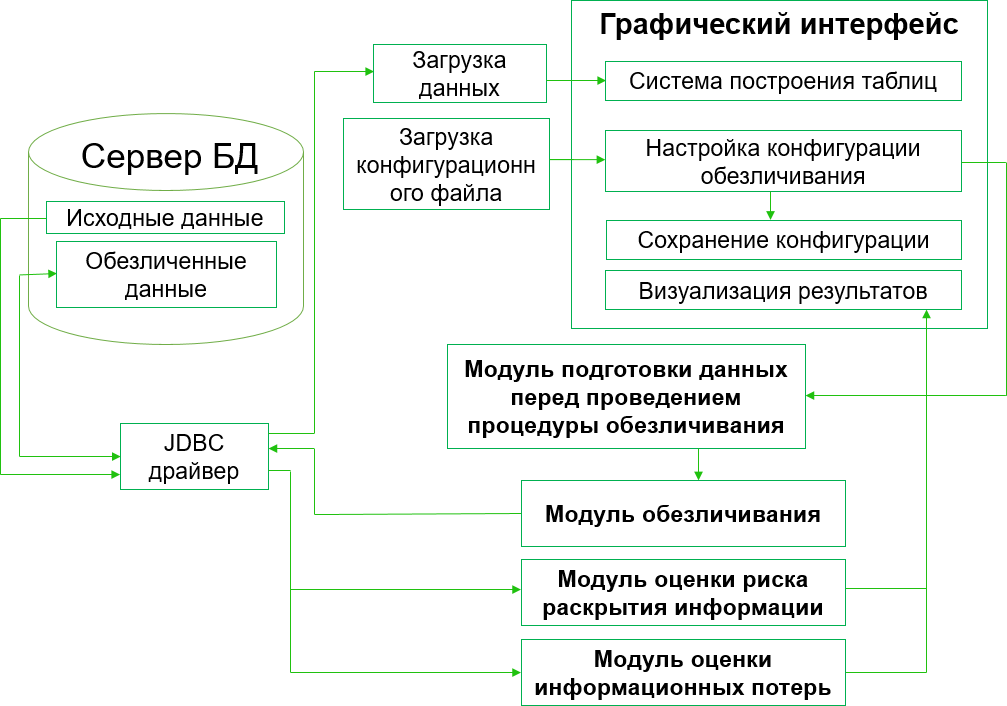 Графический интерфейс
Загрузка
данных
Система построения таблиц
Загрузка
конфигурационн
ого файла
Настройка конфигурации
обезличивания
Сервер БД
Исходные данные
Сохранение конфигурации
Обезличенные
данные
Визуализация результатов
Модуль подготовки данных
перед проведением
процедуры обезличивания
JDBC
драйвер
Модуль обезличивания
Модуль оценки риска
раскрытия информации
Модуль оценки
информационных потерь